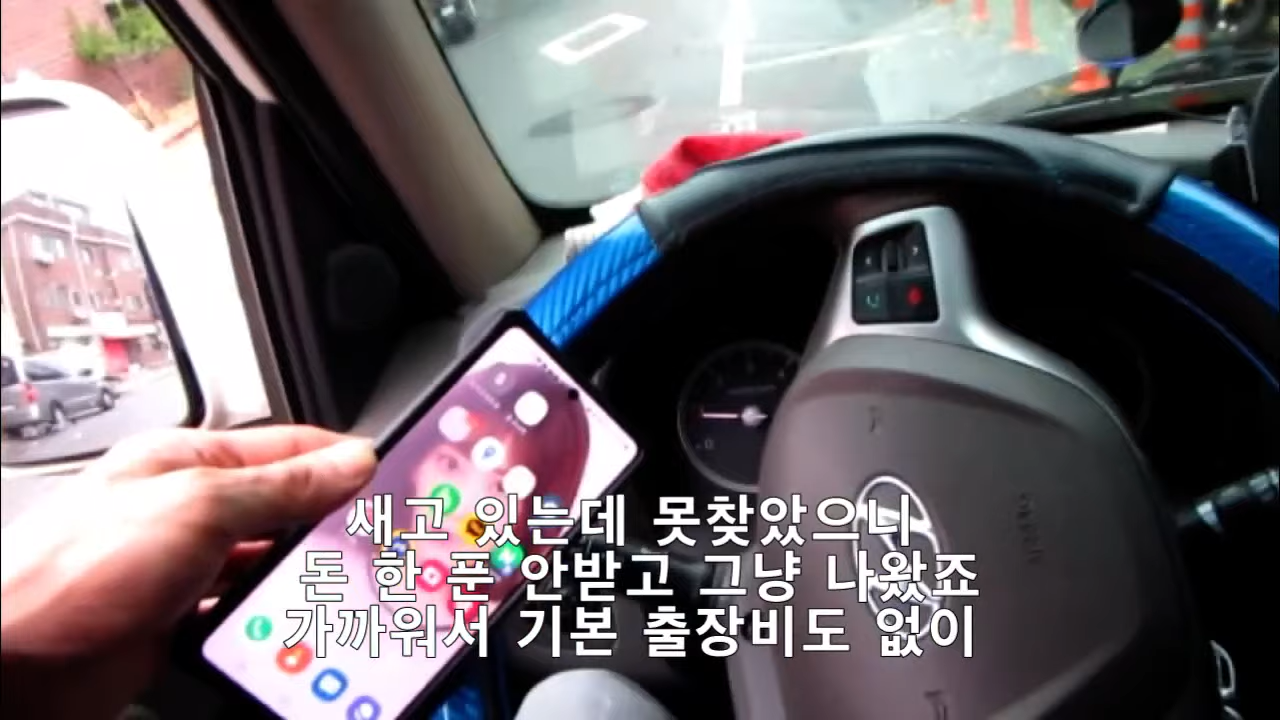 새고 있는데 못찾았으니
돈 한 푼 안받고 그냥 나왔죠
가까워서 기본 출장비도 없이